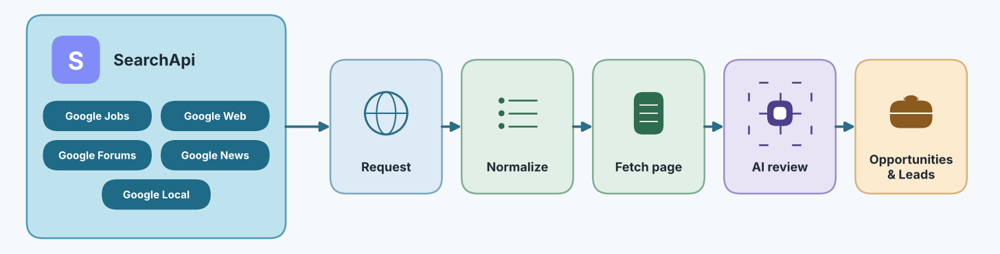 S
SearchApi
Google Jobs
Google Web
Google Forums
Google News
Google Local
Request
Normalize
Fetch page
AI review
Opportunities
& Leads